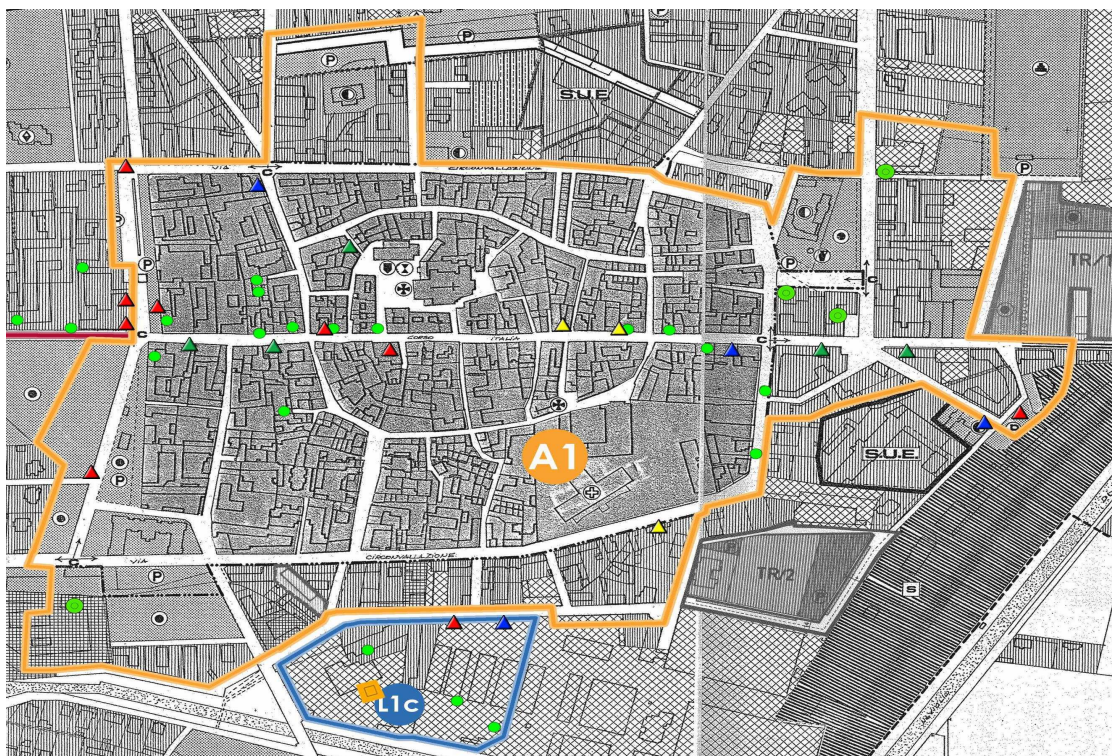 P
P
S.U.E
VIA
C
CIRCONVALLAZIONE
P
P
P
C
TR/1
C
CORSO
ITALIA
C
A1
S.U.E.
P
P
C
VIA
CIRCONVALLAZIONE
P
TR/2
P
S
L1c